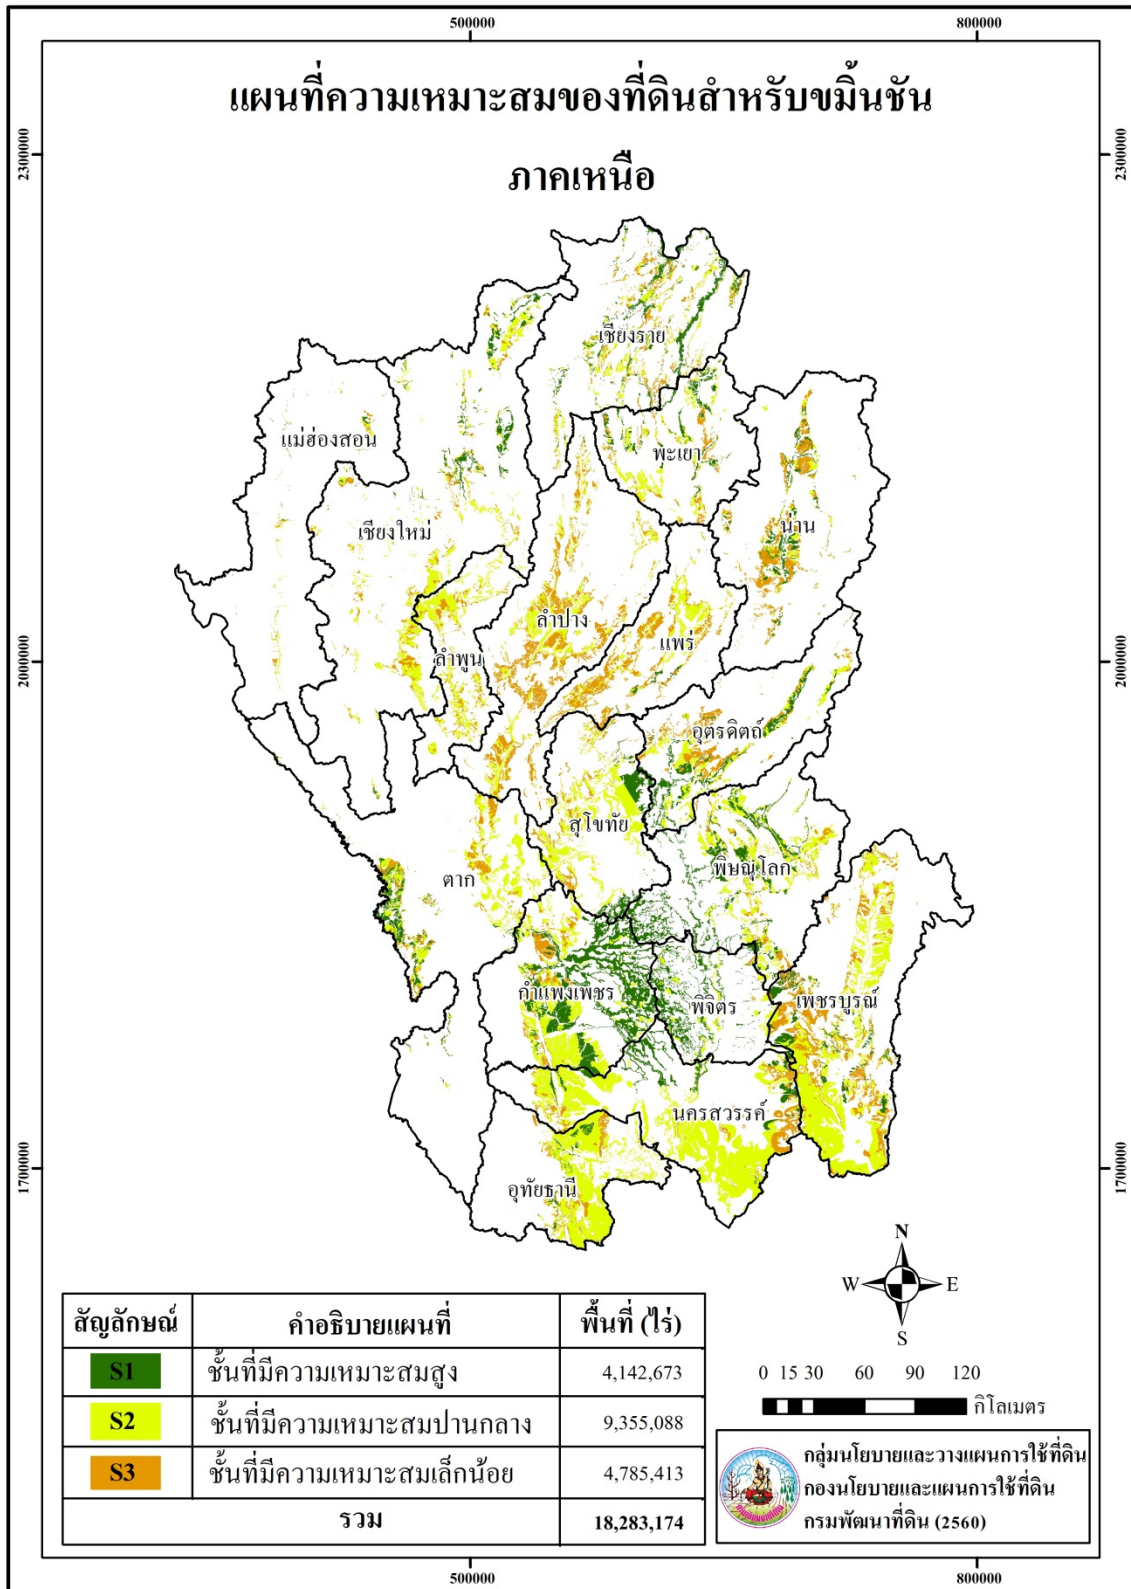 500000 800000
แผนที่ความเหมาะสมของที่ดินสำหรับขมิ้นชัน
2300000 2300000
ภาคเหนือ
เชียงราย
แม่ฮ่องสอน
พะเยา
เชียงใหม่
น่าน
ลำปาง
แพร่
ลำพูน
2000000 2000000
อุตรดิตถ์
สุโขทัย
พิษณุโลก
ตาก
กำแพงเพชร
พิจิตร
เพชรบูรณ์
นครสวรรค์
1700000 1700000
อุทัยธานี
N
W E
S
สัญลักษณ์ คำอธิบายแผนที่ พื้นที่ (ไร่)
S1 ชั้นที่มีความเหมาะสมสูง 4,142,673
S2 ชั้นที่มีความเหมาะสมปานกลาง 9,355,088
S3 ชั้นที่มีความเหมาะสมเล็กน้อย 4,785,413
รวม 18,283,174
0 15 30 60 90 120
กิโลเมตร
กลุ่มนโยบายและวางแผนการใช้ที่ดิน
กองนโยบายและแผนการใช้ที่ดิน
กรมพัฒนาที่ดิน (2560)
500000 800000